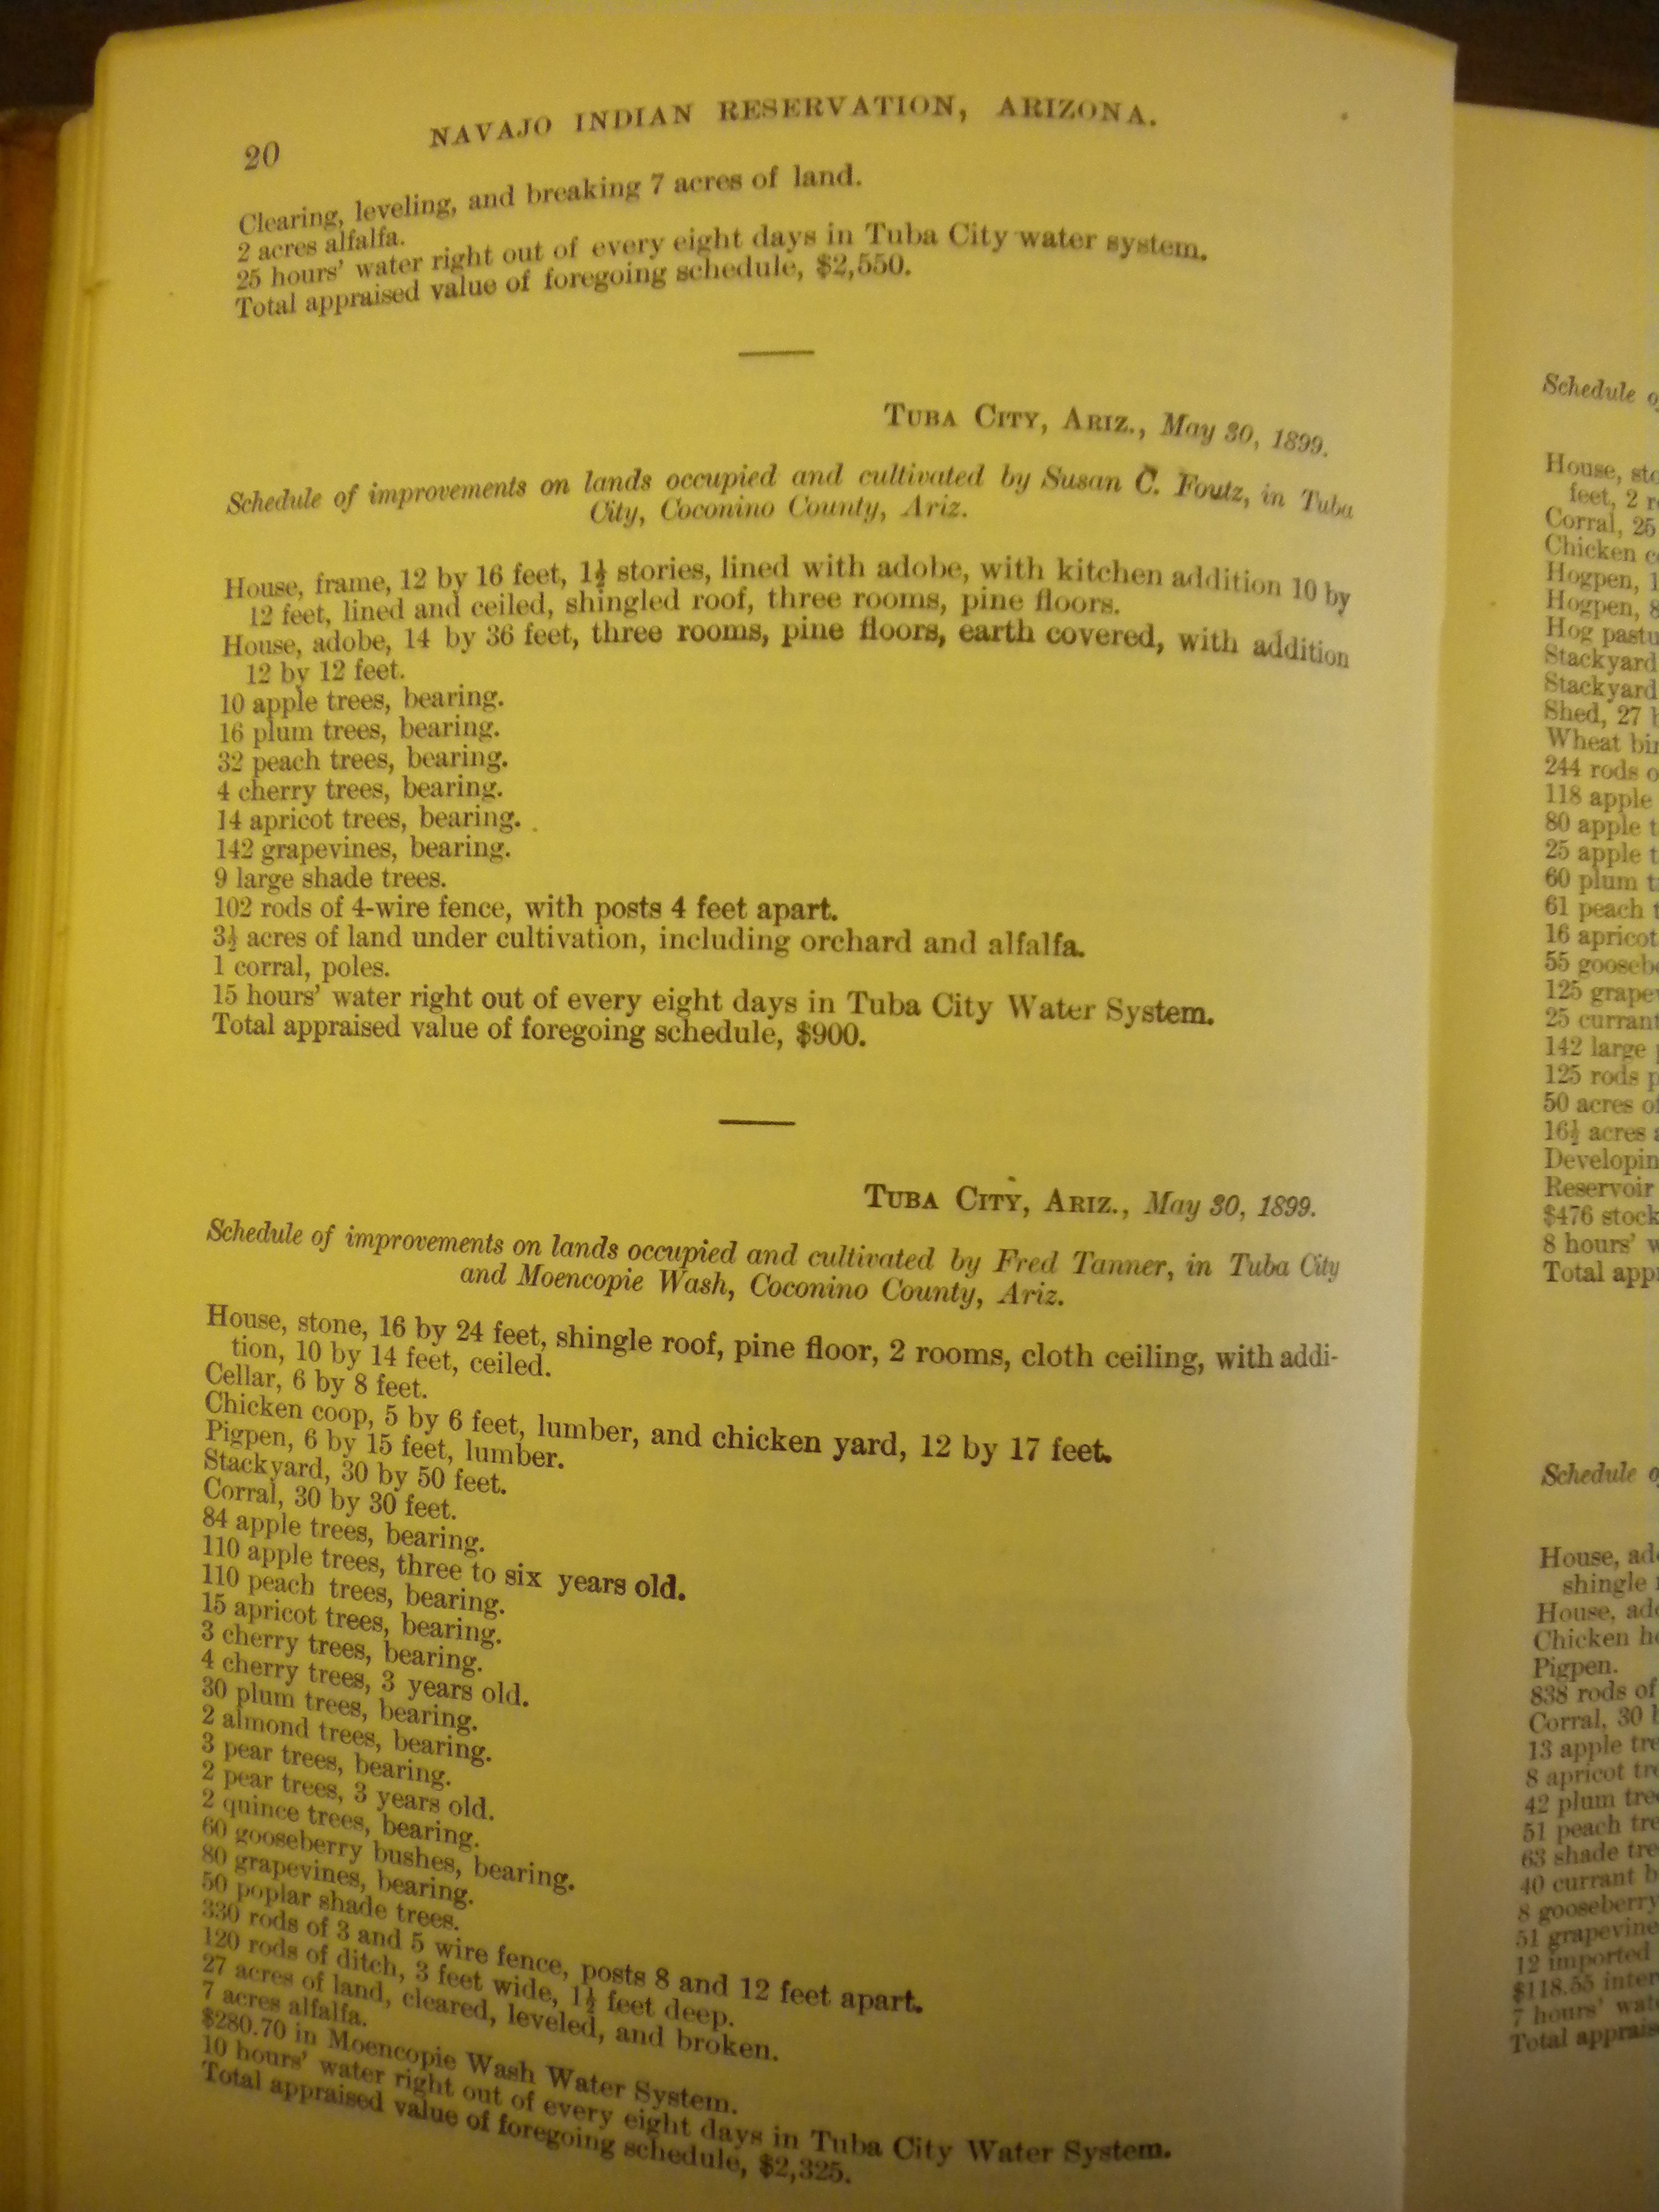 20
NAVAJO INDIAN RESERVATION, ARIZONA.
Clearing, leveling, and breaking 7 acres of land.
2 acres alfalfa.
25 hours' water right out of every eight days in Tuba City water system.
Total appraised value of foregoing schedule, $2,550.
TUBA CITY, ARIZ., May 30, 1899.
Schedule of improvements on lands occupied and cultivated by Susan C. Foutz, in Tuba
City, Coconino County, Ariz.
House, frame, 12 by 16 feet, 1½ stories, lined with adobe, with kitchen addition 10 by
12 feet, lined and ceiled, shingled roof, three rooms, pine floors.
House, adobe, 14 by 36 feet, three rooms, pine floors, earth covered, with addition
12 by 12 feet.
10 apple trees, bearing.
16 plum trees, bearing.
32 peach trees, bearing.
4 cherry trees, bearing.
14 apricot trees, bearing.
142 grapevines, bearing.
9 large shade trees.
102 rods of 4-wire fence, with posts 4 feet apart.
3½ acres of land under cultivation, including orchard and alfalfa.
1 corral, poles.
15 hours' water right out of every eight days in Tuba City Water System.
Total appraised value of foregoing schedule, $900.
TUBA CITY, ARIZ., May 30, 1899.
Schedule of improvements on lands occupied and cultivated by Fred Tanner, in Tuba City
and Moencopie Wash, Coconino County, Ariz.
House, stone, 16 by 24 feet, shingle roof, pine floor, 2 rooms, cloth ceiling, with addi-
tion, 10 by 14 feet, ceiled.
Cellar, 6 by 8 feet.
Chicken coop, 5 by 6 feet, lumber, and chicken yard, 12 by 17 feet.
Pigpen, 6 by 15 feet, lumber.
Stackyard, 30 by 50 feet.
Corral, 30 by 30 feet.
84 apple trees, bearing.
110 apple trees, three to six years old.
110 peach trees, bearing.
15 apricot trees, bearing.
3 cherry trees, bearing.
4 cherry trees, 3 years old.
30 plum trees, bearing.
2 almond trees, bearing.
3 pear trees, bearing.
2 pear trees, 3 years old.
2 quince trees, bearing.
60 gooseberry bushes, bearing.
80 grapevines, bearing.
50 poplar shade trees.
330 rods of 3 and 5 wire fence, posts 8 and 12 feet apart.
120 rods of ditch, 3 feet wide, 1½ feet deep.
27 acres of land, cleared, leveled, and broken.
7 acres alfalfa.
$280.70 in Moencopie Wash Water System.
10 hours' water right out of every eight days in Tuba City Water System.
Total appraised value of foregoing schedule, $2,325.
Schedule
House,
feet, 2
Corral, 25
Chicken
Hogpen,
Hogpen,
Hog
Stackyard
Stackyard
Shed, 27
Wheat
244 rods
118 apple
80 apple
25 apple
60 plum
61 peach
16 apricot
55
125
25
142 large
125 rods
50 acres
16½ acres
Reservoir
$476 stock
8 hours'
Total
Schedule
House,
shingle
House,
Chicken
Pigpen.
838 rods of
Corral, 30
13 apple
8 apricot
42 plum
51 peach
63 shade
40 currant
8 gooseberry
51
12 imported
$118.55
7 hours'
Total